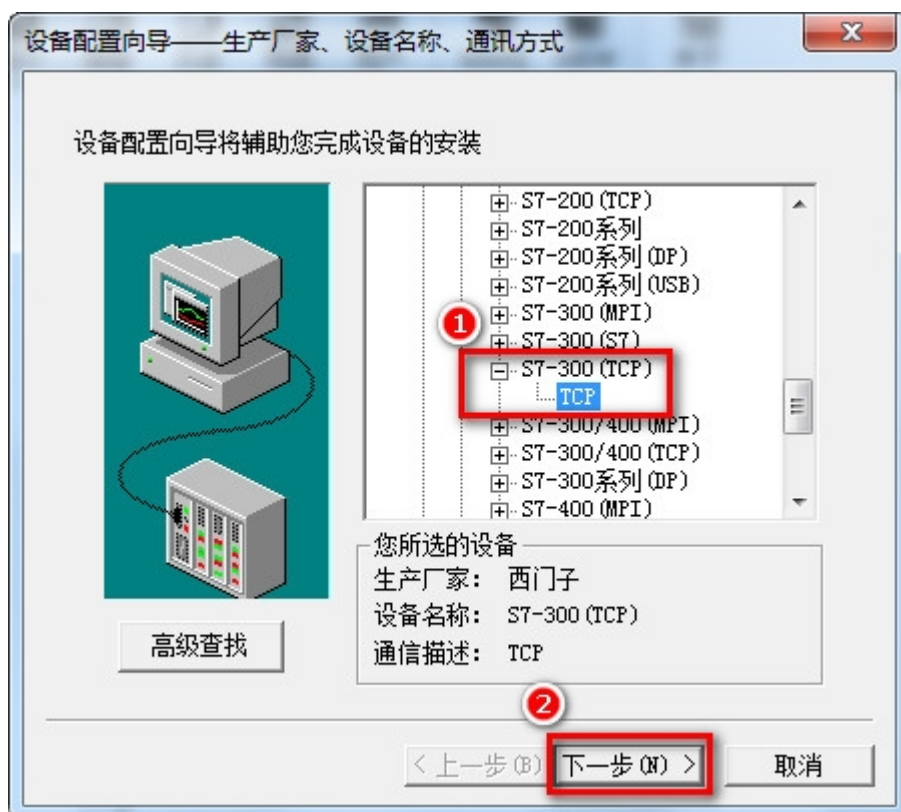 设备配置向导——生产厂家、设备名称、通讯方式
设备配置向导将辅助您完成设备的安装
S7-200(TCP)
S7-200系列
S7-200系列(DP)
S7-200系列(USB)
S7-300(MPI)
1
S7-300(S7)
S7-300(TCP)
TCP
S7-300/400(MPI)
S7-300/400(TCP)
S7-300系列(DP)
S7-400(MPI)
您所选的设备
生产厂家： 西门子
设备名称： S7-300(TCP)
通信描述： TCP
高级查找
2
<上一步(B)
下一步(N) >
取消